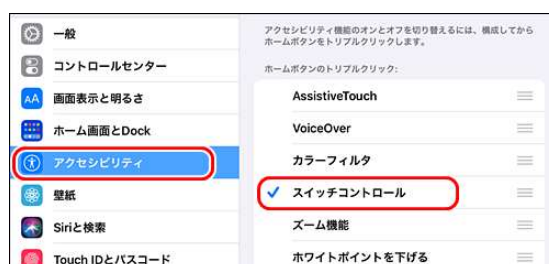 一般
コントロールセンター
AA 画面表示と明るさ
ホーム画面とDock
アクセシビリティ
壁紙
Siriと検索
Touch IDとパスコード
アクセシビリティ機能のオンとオフを切り替えるには、構成してから
ホームボタンをトリプルクリックします。
ホームボタンのトリプルクリック:
AssistiveTouch
VoiceOver
カラーフィルタ
スイッチコントロール
ズーム機能
ホワイトポイントを下げる